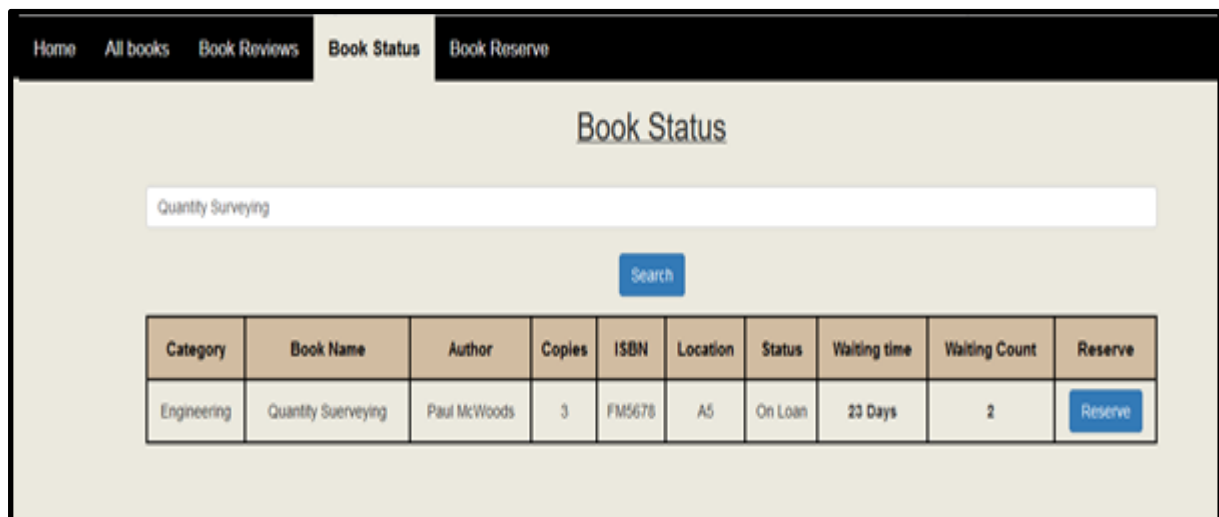 Home All books Book Reviews Book Status Book Reserve
Book Status
Quantity Surveying
Search
Category Book Name Author Copies ISBN Location Status Waiting time Waiting Count Reserve
Engineering Quantity Suerveying Paul McWoods 3 FM5678 A5 On Loan 23 Days 2 Reserve